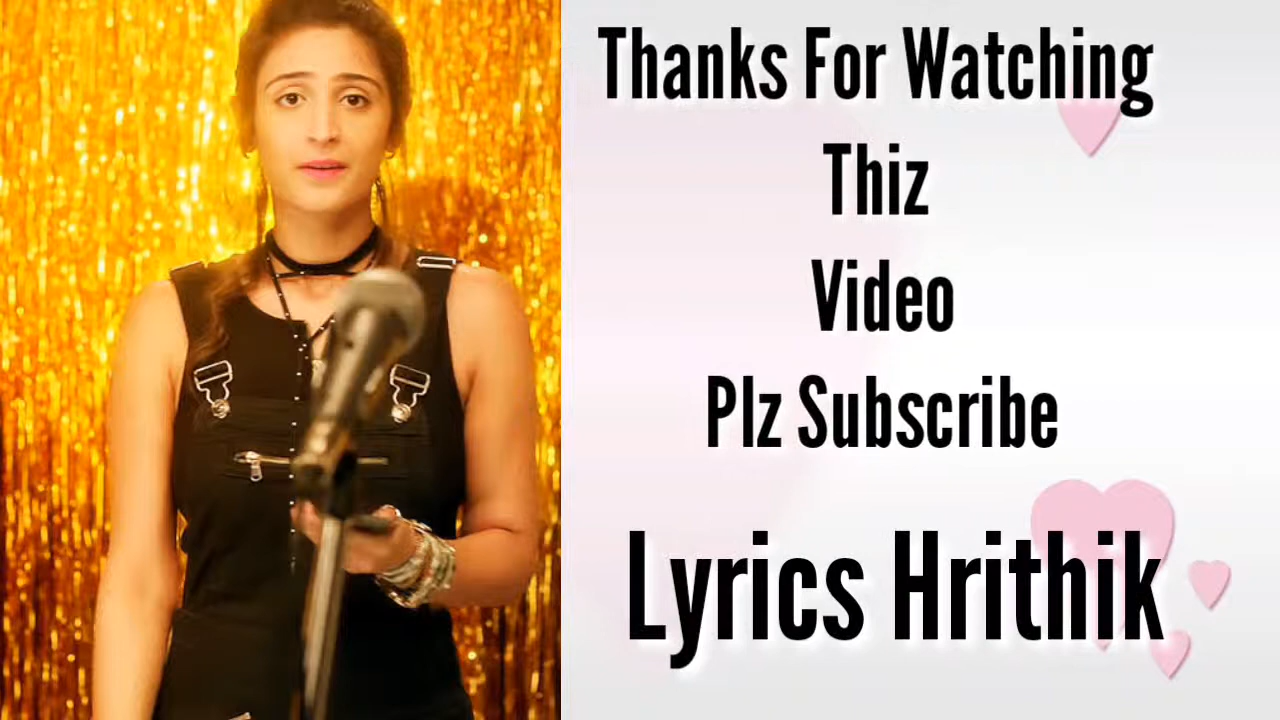 Thanks For Watching
Thiz
Video
Plz Subscribe
Lyrics Hrithik